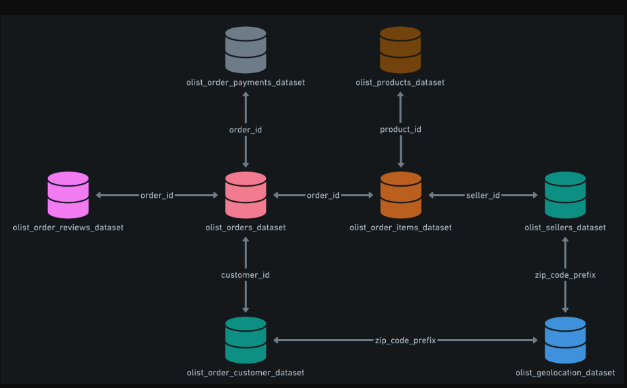 olist_order_payments_dataset
olist_products_dataset
order_id
product_id
order_id
order_id
seller_id
olist_order_reviews_dataset
olist_orders_dataset
olist_order_items_dataset
olist_sellers_dataset
customer_id
zip_code_prefix
zip_code_prefix
olist_order_customer_dataset
olist_geolocation_dataset